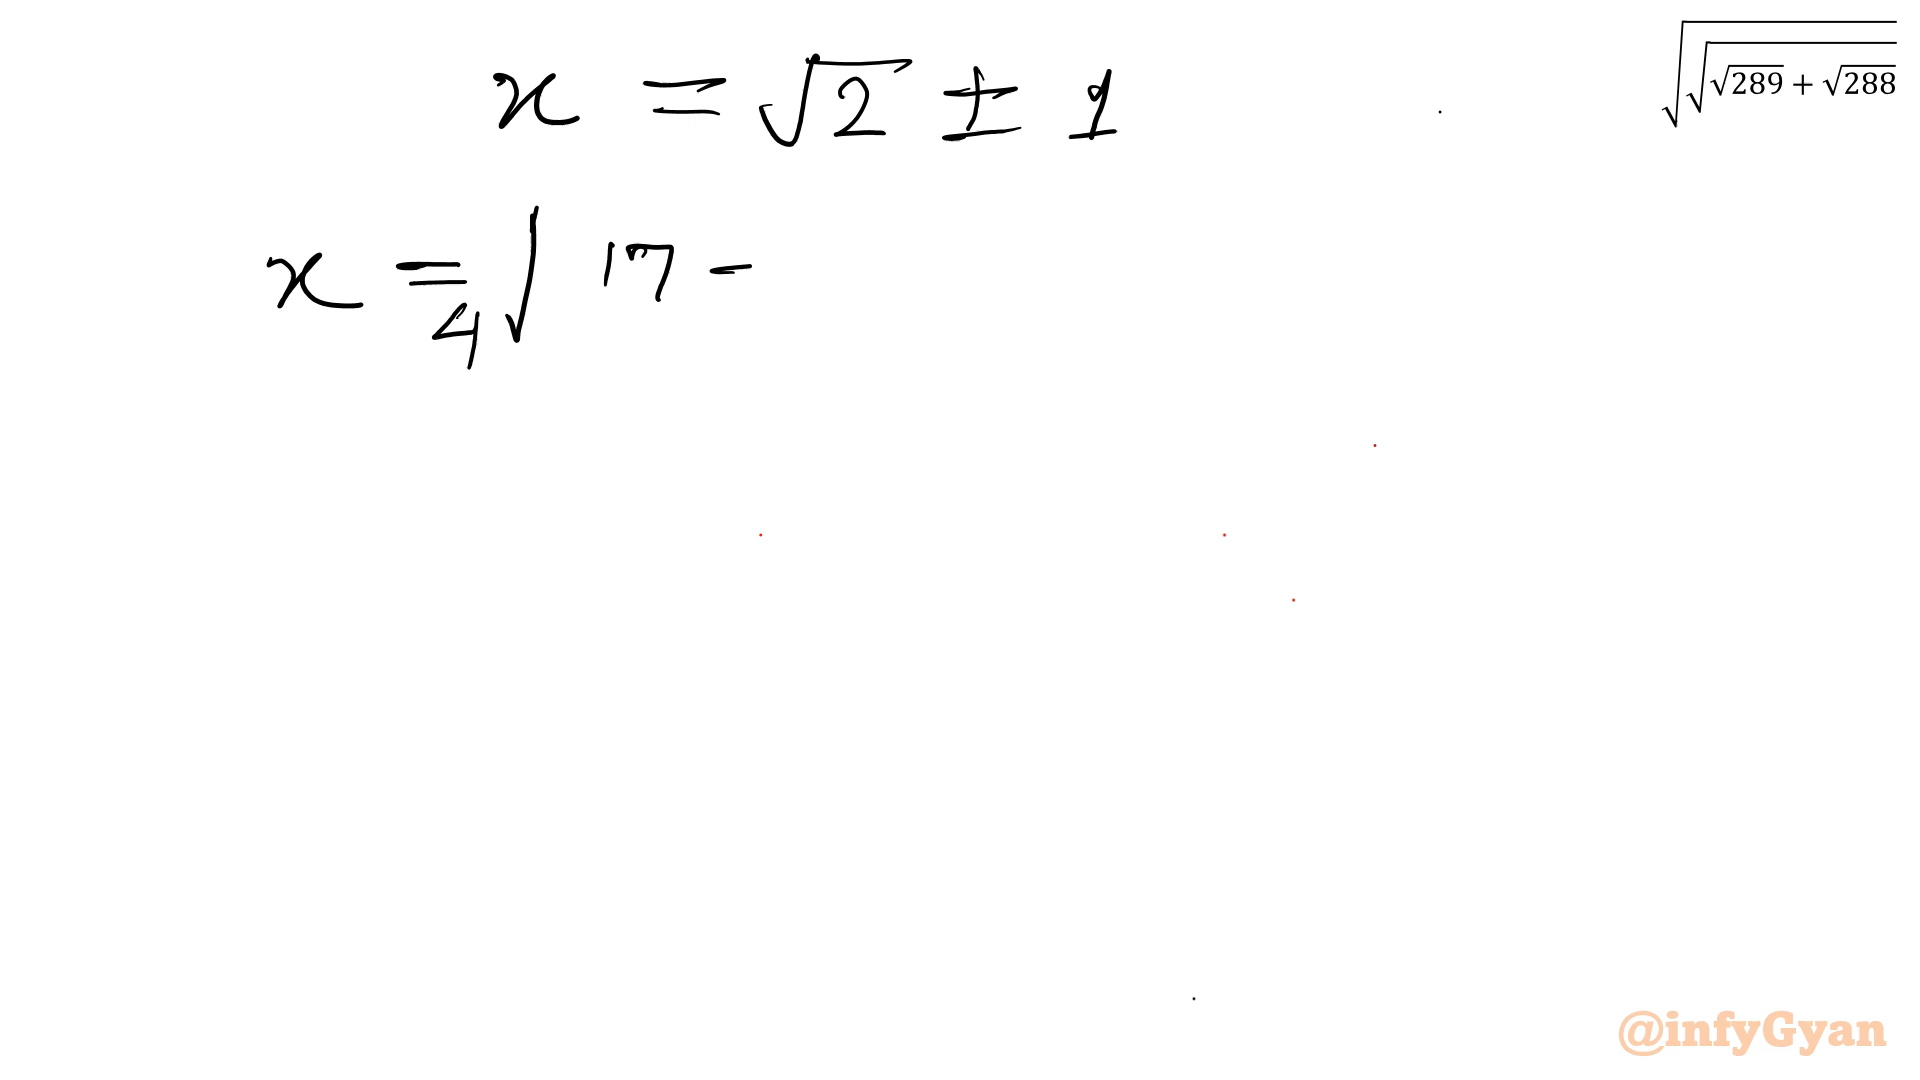 x = √2 ± 1
√√(√289 + √288)
x = ⁴√17 -
@infyGyan